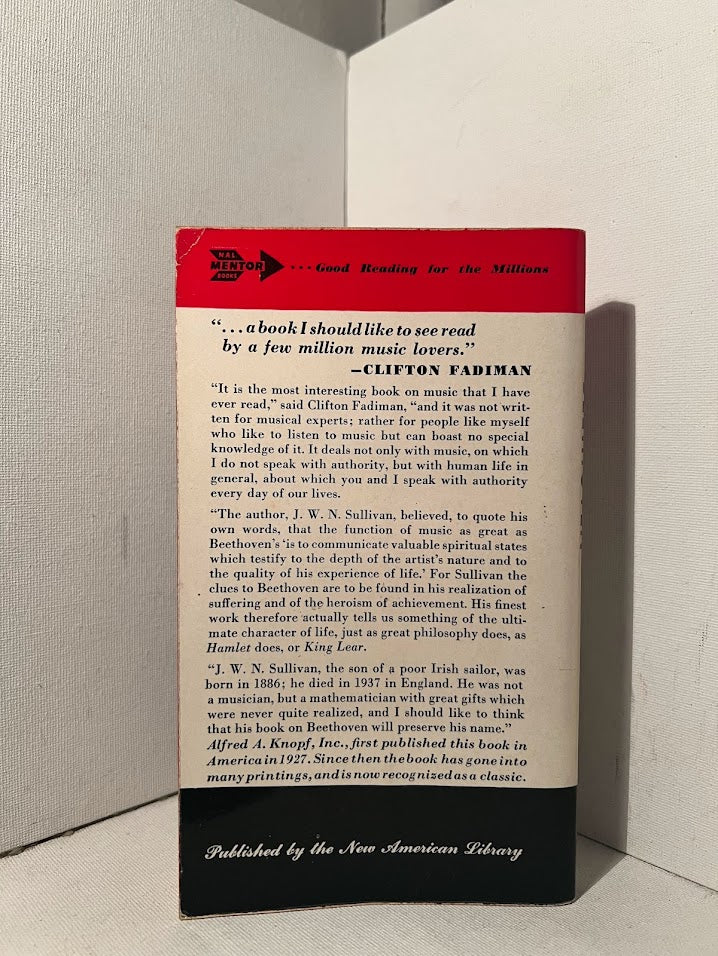 NAL
MENTOR
BOOKS
...Good Reading for the Millions
“...a book I should like to see read
by a few million music lovers.”
—CLIFTON FADIMAN
“It is the most interesting book on music that I have
ever read,” said Clifton Fadiman, “and it was not writ-
ten for musical experts; rather for people like myself
who like to listen to music but can boast no special
knowledge of it. It deals not only with music, on which
I do not speak with authority, but with human life in
general, about which you and I speak with authority
every day of our lives.
“The author, J. W. N. Sullivan, believed, to quote his
own words, that the function of music as great as
Beethoven’s ‘is to communicate valuable spiritual states
which testify to the depth of the artist’s nature and to
the quality of his experience of life.’ For Sullivan the
clues to Beethoven are to be found in his realization of
suffering and of the heroism of achievement. His finest
work therefore actually tells us something of the ulti-
mate character of life, just as great philosophy does, as
Hamlet does, or King Lear.
“J. W. N. Sullivan, the son of a poor Irish sailor, was
born in 1886; he died in 1937 in England. He was not
a musician, but a mathematician with great gifts which
were never quite realized, and I should like to think
that his book on Beethoven will preserve his name.”
Alfred A. Knopf, Inc., first published this book in
America in 1927. Since then the book has gone into
many printings, and is now recognized as a classic.
Published by the New American Library